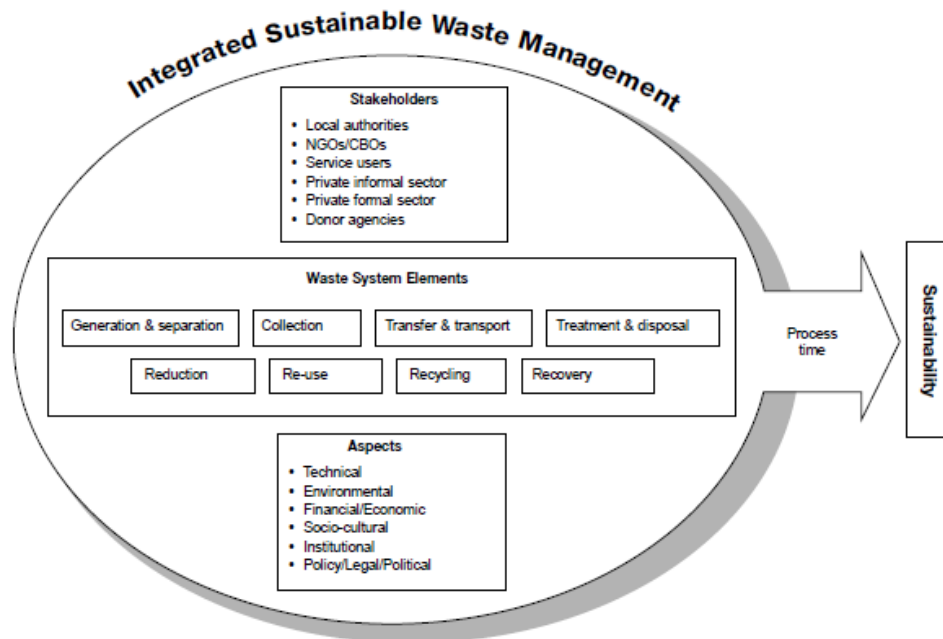 Integrated Sustainable Waste Management
Stakeholders
• Local authorities
• NGOs/CBOs
• Service users
• Private informal sector
• Private formal sector
• Donor agencies
Waste System Elements
Generation & separation
Collection
Transfer & transport
Treatment & disposal
Reduction
Re-use
Recycling
Recovery
Aspects
• Technical
• Environmental
• Financial/Economic
• Socio-cultural
• Institutional
• Policy/Legal/Political
Process
time
Sustainability